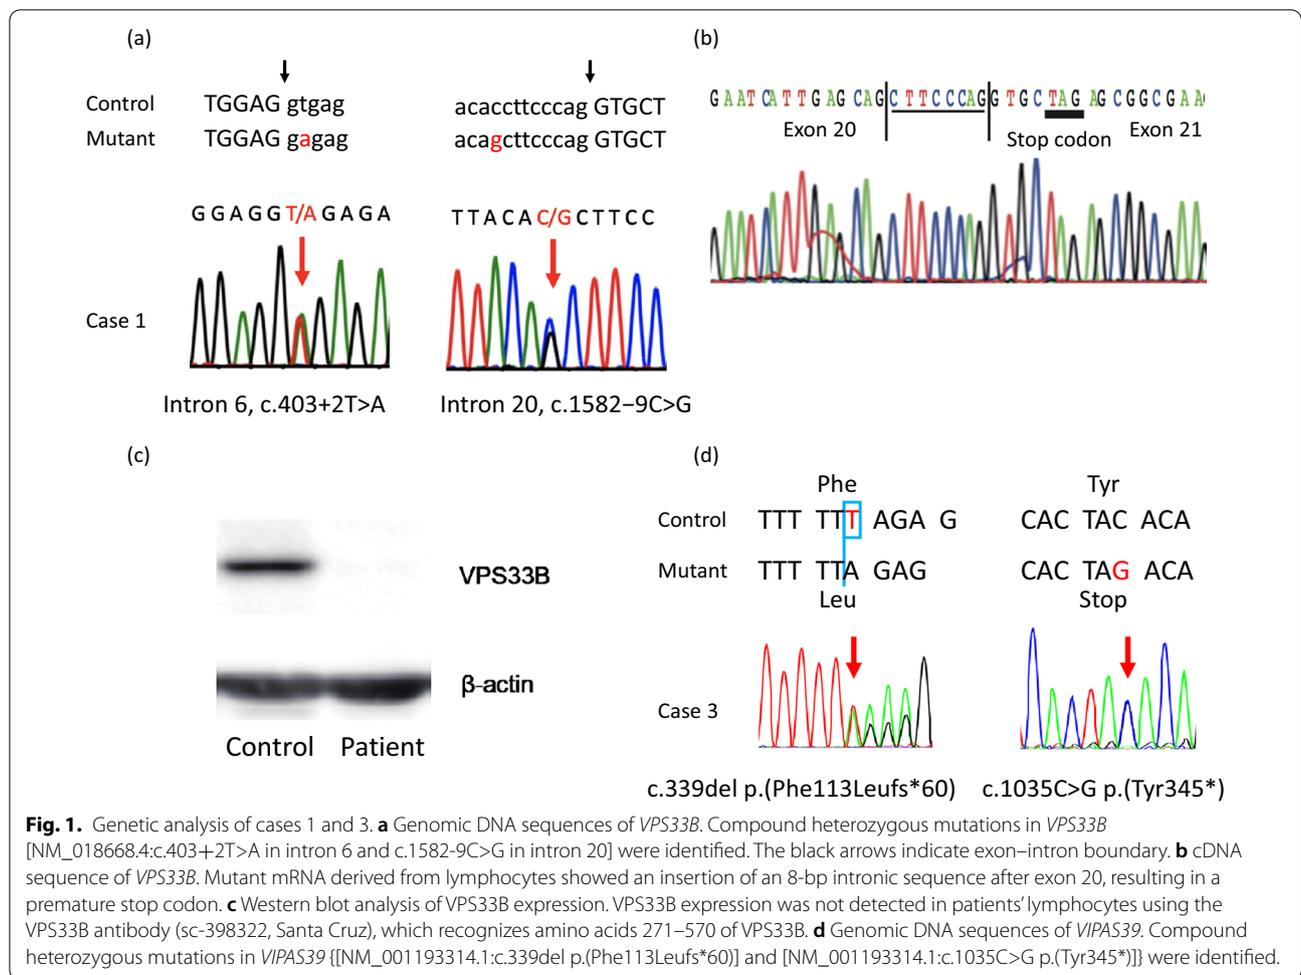 (a)
Control TGGAG gtgag acaccttcccag GTGCT
Mutant TGGAG gagag acagcttcccag GTGCT
G G A G G T/A G A G A T T A C A C/G C T T C C
Case 1
Intron 6, c.403+2T>A Intron 20, c.1582−9C>G
(b)
G A A T C A T T G A G C A G C T T C C C A G G T G C T A G A G C G G C G A A
Exon 20 Stop codon Exon 21
(c)
VPS33B
β-actin
Control Patient
(d)
Phe Tyr
Control TTT TTT AGA G CAC TAC ACA
Mutant TTT TTA GAG CAC TAG ACA
Leu Stop
Case 3
c.339del p.(Phe113Leufs*60) c.1035C>G p.(Tyr345*)
Fig. 1. Genetic analysis of cases 1 and 3. a Genomic DNA sequences of VPS33B. Compound heterozygous mutations in VPS33B
[NM_018668.4:c.403+2T>A in intron 6 and c.1582-9C>G in intron 20] were identified. The black arrows indicate exon–intron boundary. b cDNA
sequence of VPS33B. Mutant mRNA derived from lymphocytes showed an insertion of an 8-bp intronic sequence after exon 20, resulting in a
premature stop codon. c Western blot analysis of VPS33B expression. VPS33B expression was not detected in patients' lymphocytes using the
VPS33B antibody (sc-398322, Santa Cruz), which recognizes amino acids 271–570 of VPS33B. d Genomic DNA sequences of VIPAS39. Compound
heterozygous mutations in VIPAS39 {[NM_001193314.1:c.339del p.(Phe113Leufs*60)] and [NM_001193314.1:c.1035C>G p.(Tyr345*)]} were identified.